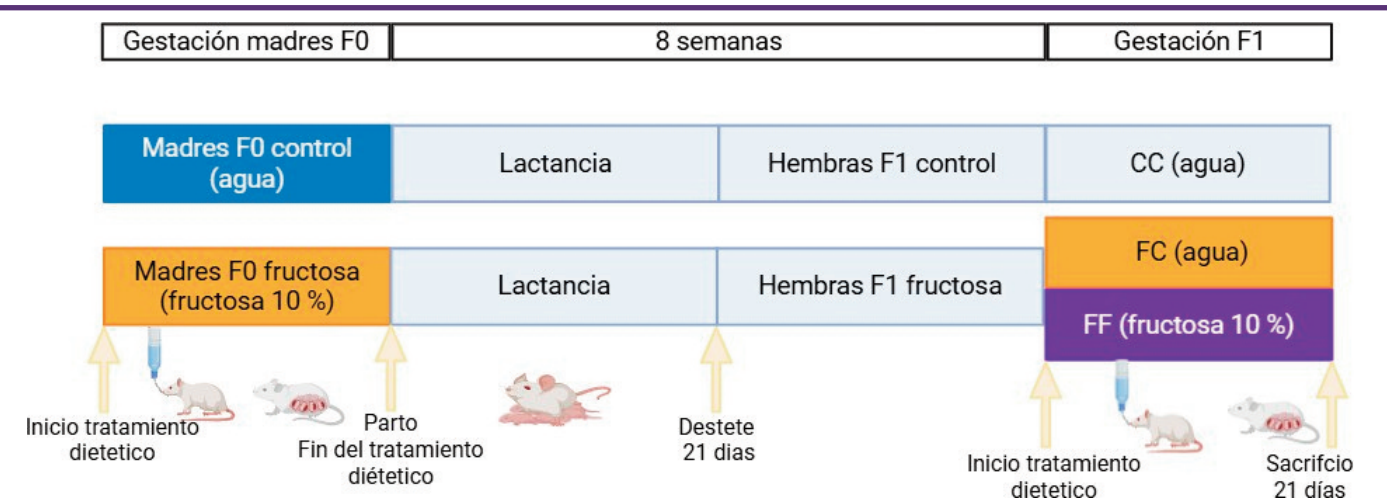 Gestación madres F0
8 semanas
Gestación F1
Madres F0 control
(agua)
Lactancia
Hembras F1 control
CC (agua)
Madres F0 fructosa
(fructosa 10 %)
Lactancia
Hembras F1 fructosa
FC (agua)
FF (fructosa 10 %)
Inicio tratamiento
dietetico
Parto
Fin del tratamiento
diétetico
Destete
21 dias
Inicio tratamiento
dietetico
Sacrifcio
21 días